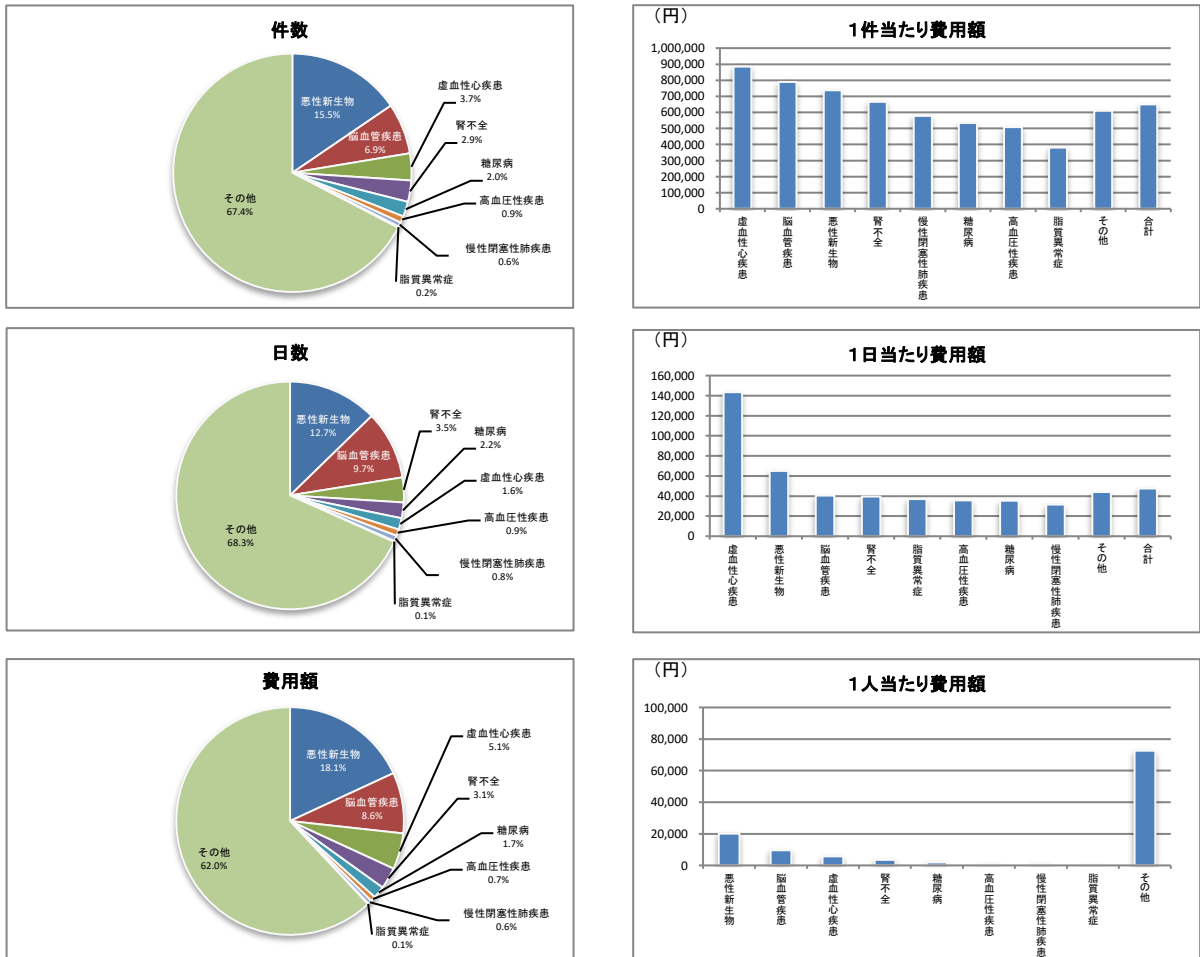 件数
悪性新生物
15.5%
脳血管疾患
6.9%
虚血性心疾患
3.7%
腎不全
2.9%
糖尿病
2.0%
高血圧性疾患
0.9%
慢性閉塞性肺疾患
0.6%
脂質異常症
0.2%
その他
67.4%
（円）
1件当たり費用額
1,000,000
900,000
800,000
700,000
600,000
500,000
400,000
300,000
200,000
100,000
0
虚血性心疾患
脳血管疾患
悪性新生物
腎不全
慢性閉塞性肺疾患
糖尿病
高血圧性疾患
脂質異常症
その他
合計
日数
悪性新生物
12.7%
脳血管疾患
9.7%
腎不全
3.5%
糖尿病
2.2%
虚血性心疾患
1.6%
高血圧性疾患
0.9%
慢性閉塞性肺疾患
0.8%
脂質異常症
0.1%
その他
68.3%
（円）
1日当たり費用額
160,000
140,000
120,000
100,000
80,000
60,000
40,000
20,000
0
虚血性心疾患
悪性新生物
脳血管疾患
腎不全
脂質異常症
高血圧性疾患
糖尿病
慢性閉塞性肺疾患
その他
合計
費用額
悪性新生物
18.1%
脳血管疾患
8.6%
虚血性心疾患
5.1%
腎不全
3.1%
糖尿病
1.7%
高血圧性疾患
0.7%
慢性閉塞性肺疾患
0.6%
脂質異常症
0.1%
その他
62.0%
（円）
1人当たり費用額
100,000
80,000
60,000
40,000
20,000
0
悪性新生物
脳血管疾患
虚血性心疾患
腎不全
糖尿病
高血圧性疾患
慢性閉塞性肺疾患
脂質異常症
その他